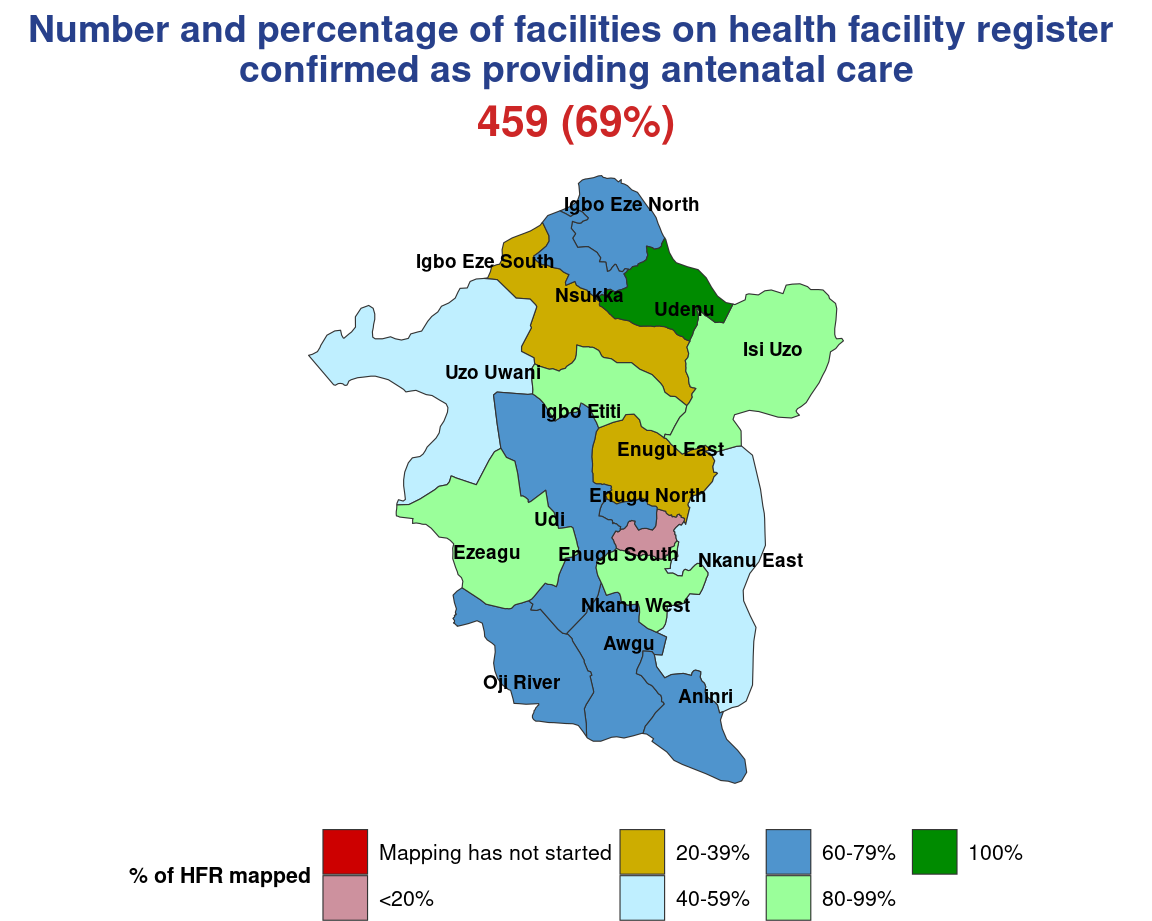 Number and percentage of facilities on health facility register
confirmed as providing antenatal care
459 (69%)
Igbo Eze North
Igbo Eze South
Nsukka
Udenu
Isi Uzo
Uzo Uwani
Igbo Etiti
Enugu East
Enugu North
Udi
Ezeagu
Enugu South
Nkanu East
Nkanu West
Awgu
Oji River
Aninri
% of HFR mapped
Mapping has not started
<20%
20-39%
40-59%
60-79%
80-99%
100%